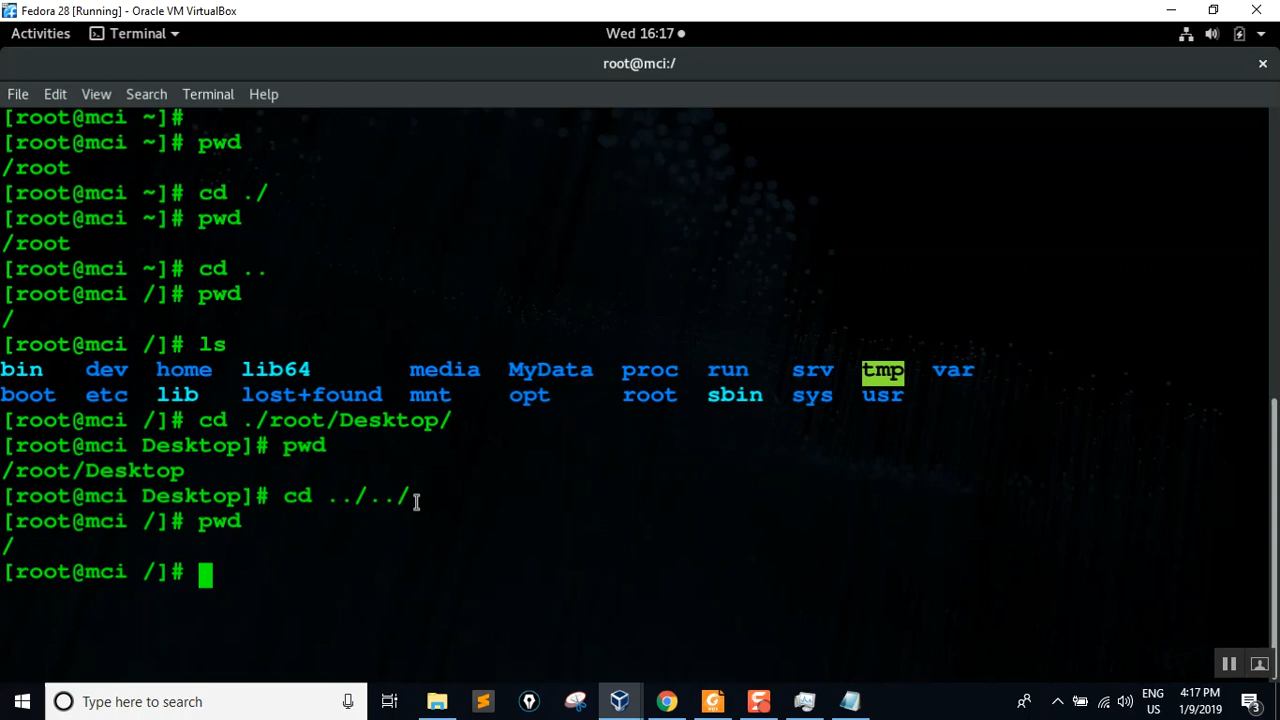 Fedora 28 [Running] - Oracle VM VirtualBox
Activities Terminal Wed 16:17
root@mci:/
File Edit View Search Terminal Help
[root@mci ~]#
[root@mci ~]# pwd
/root
[root@mci ~]# cd ./
[root@mci ~]# pwd
/root
[root@mci ~]# cd ..
[root@mci /]# pwd
/
[root@mci /]# ls
bin dev home lib64 media MyData proc run srv tmp var
boot etc lib lost+found mnt opt root sbin sys usr
[root@mci /]# cd ./root/Desktop/
[root@mci Desktop]# pwd
/root/Desktop
[root@mci Desktop]# cd ../../
[root@mci /]# pwd
/
[root@mci /]#
Type here to search
ENG 4:17 PM
US 1/9/2019 3